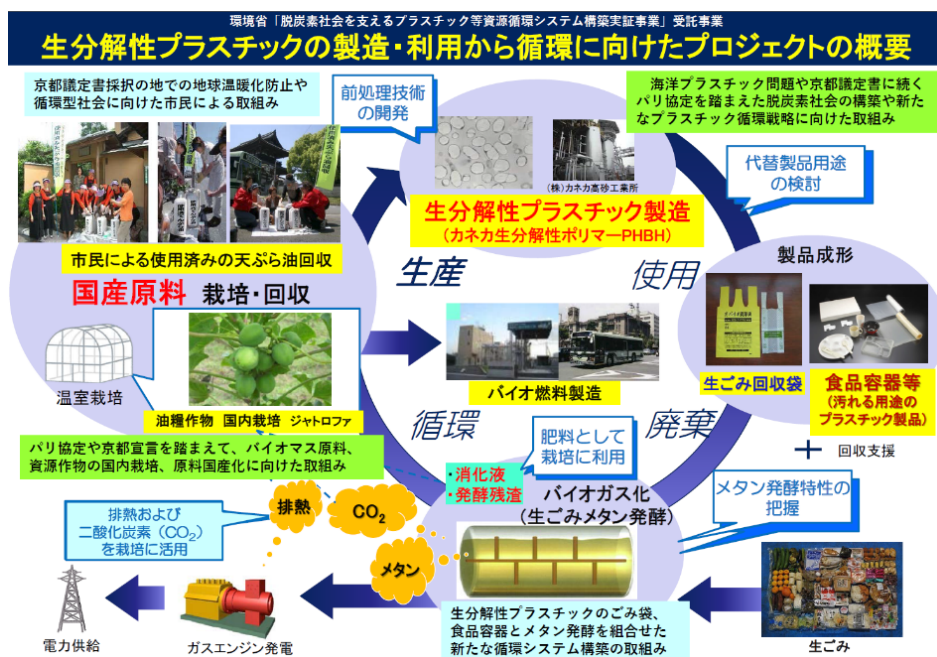 環境省「脱炭素社会を支えるプラスチック等資源循環システム構築実証事業」受託事業
生分解性プラスチックの製造・利用から循環に向けたプロジェクトの概要
京都議定書採択の地での地球温暖化防止や
循環型社会に向けた市民による取組み
前処理技術
の開発
海洋プラスチック問題や京都議定書に続く
パリ協定を踏まえた脱炭素社会の構築や新た
なプラスチック循環戦略に向けた取組み
(株)カネカ高砂工業所
代替製品用途
の検討
生分解性プラスチック製造
(カネカ生分解性ポリマーPHBH)
市民による使用済みの天ぷら油回収
国産原料 栽培・回収
生産
使用
製品成形
温室栽培
油糧作物 国内栽培 ジャトロファ
バイオ燃料製造
生ごみ回収袋
食品容器等
(汚れる用途の
プラスチック製品)
+ 回収支援
循環
廃棄
パリ協定や京都宣言を踏まえて、バイオマス原料、
資源作物の国内栽培、原料国産化に向けた取組み
肥料として
栽培に利用
・消化液
・発酵残渣
バイオガス化
(生ごみメタン発酵)
メタン発酵特性の
把握
排熱および
二酸化炭素(CO2)
を栽培に活用
排熱
CO2
メタン
電力供給
ガスエンジン発電
生分解性プラスチックのごみ袋、
食品容器とメタン発酵を組合せた
新たな循環システム構築の取組み
生ごみ